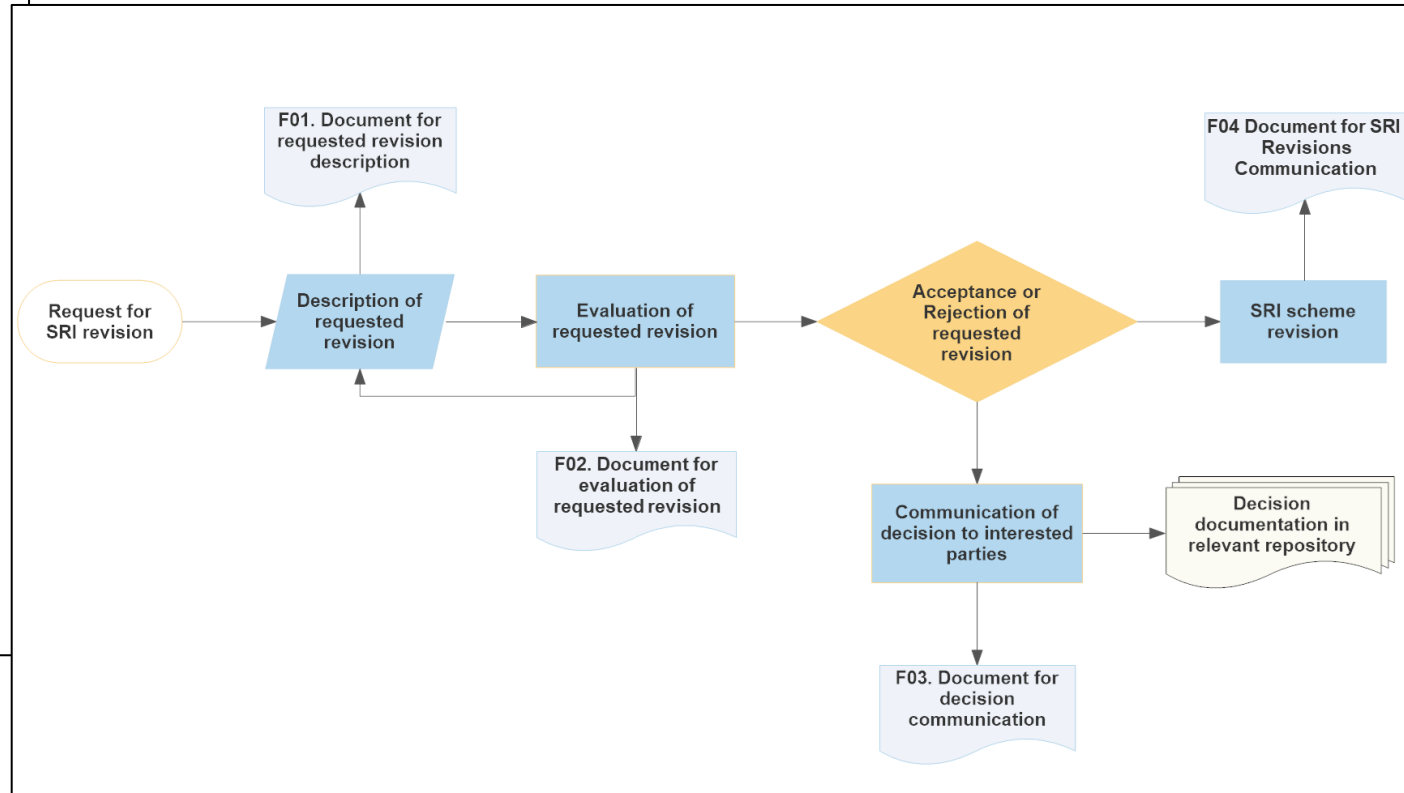 F01. Document for
requested revision
description
F04 Document for SRI
Revisions
Communication
Request for
SRI revision
Description of
requested
revision
Evaluation of
requested revision
Acceptance or
Rejection of
requested
revision
SRI scheme
revision
F02. Document for
evaluation of
requested revision
Communication of
decision to interested
parties
Decision
documentation in
relevant repository
F03. Document for
decision
communication